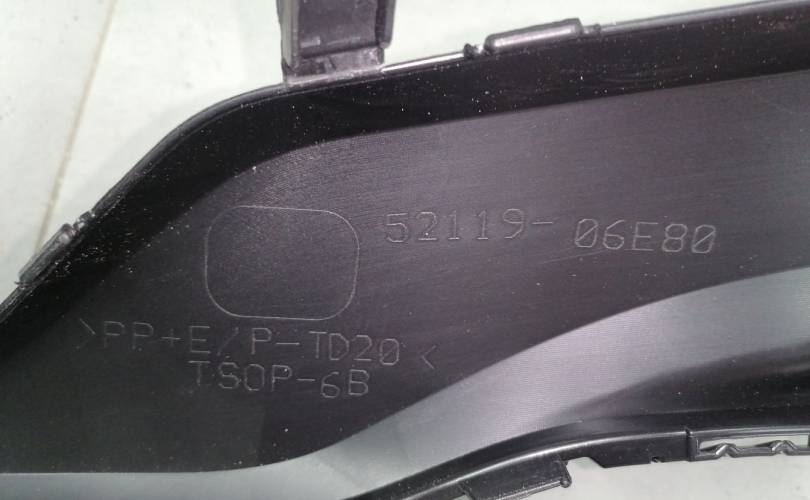 52119- 06E80
>PP+E/P-TD20<
TSOP-6B